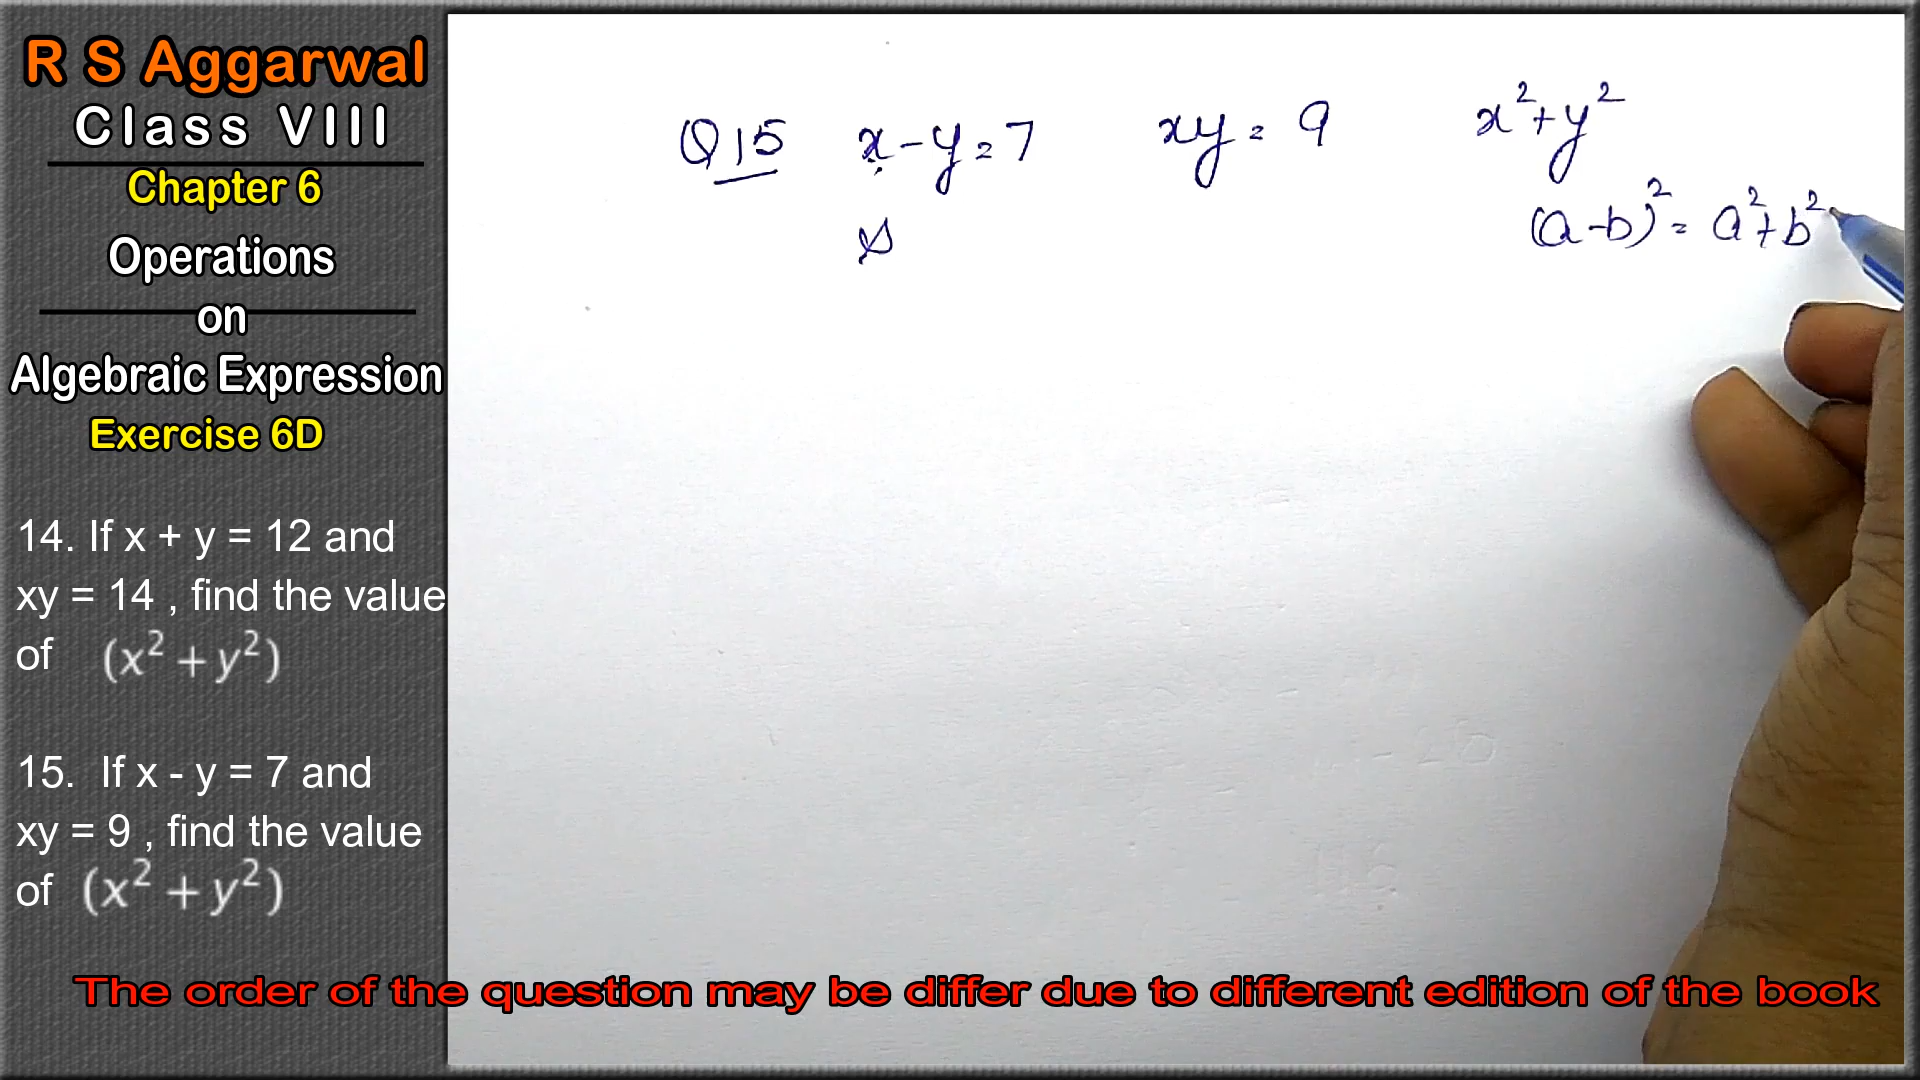 R S Aggarwal
Class VIII
Chapter 6
Operations
on
Algebraic Expression
Exercise 6D
14. If x + y = 12 and
xy = 14 , find the value
of (x² + y²)
15. If x - y = 7 and
xy = 9 , find the value
of (x² + y²)
Q15 x - y = 7 xy = 9 x² + y²
(a - b)² = a² + b²
The order of the question may be differ due to different edition of the book